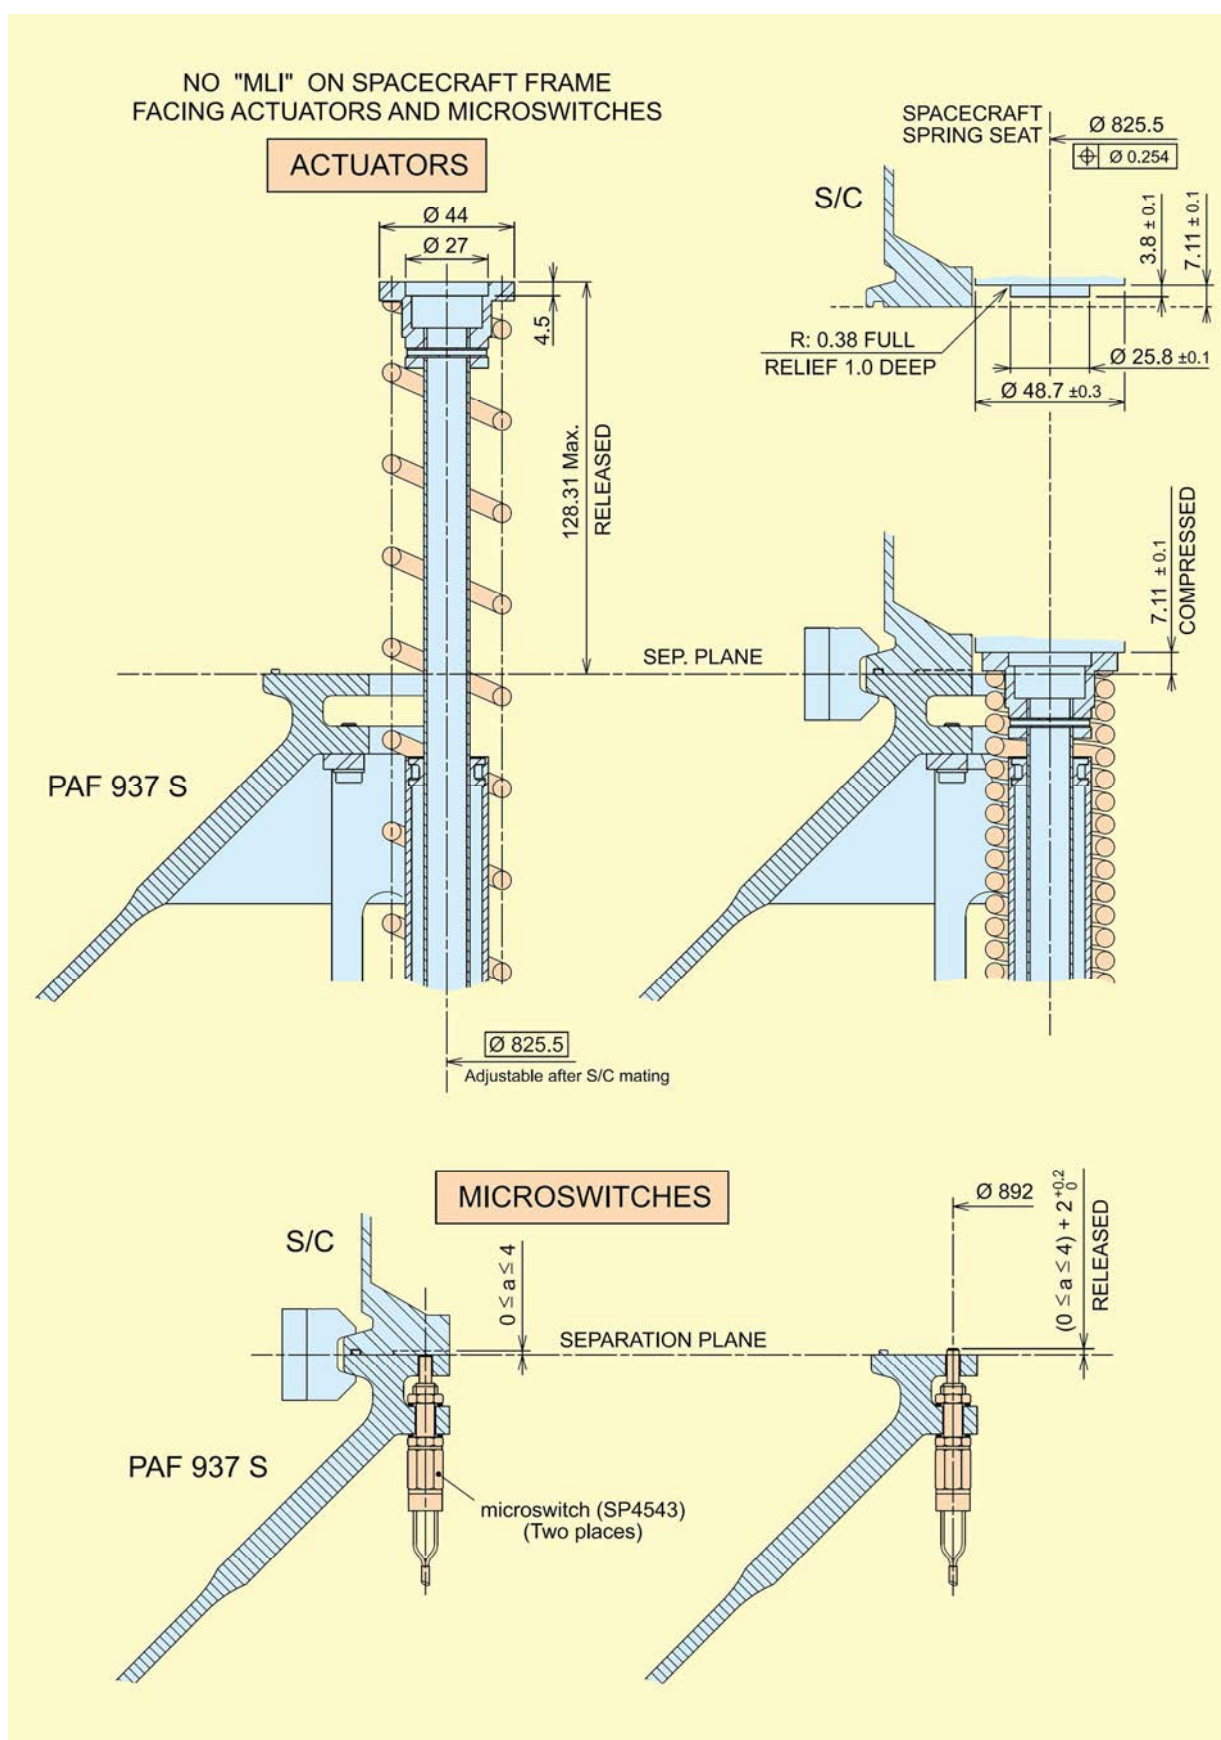 NO "MLI" ON SPACECRAFT FRAME
FACING ACTUATORS AND MICROSWITCHES
ACTUATORS
Ø 44
Ø 27
4.5
128.31 Max.
RELEASED
SPACECRAFT
SPRING SEAT
Ø 825.5
⌖ Ø 0.254
S/C
3.8 ± 0.1
7.11 ± 0.1
R: 0.38 FULL
RELIEF 1.0 DEEP
Ø 25.8 ±0.1
Ø 48.7 ±0.3
7.11 ± 0.1
COMPRESSED
SEP. PLANE
PAF 937 S
Ø 825.5
Adjustable after S/C mating
MICROSWITCHES
S/C
0 ≤ a ≤ 4
Ø 892
(0 ≤ a ≤ 4) + 2 +0.2 0
RELEASED
SEPARATION PLANE
PAF 937 S
microswitch (SP4543)
(Two places)